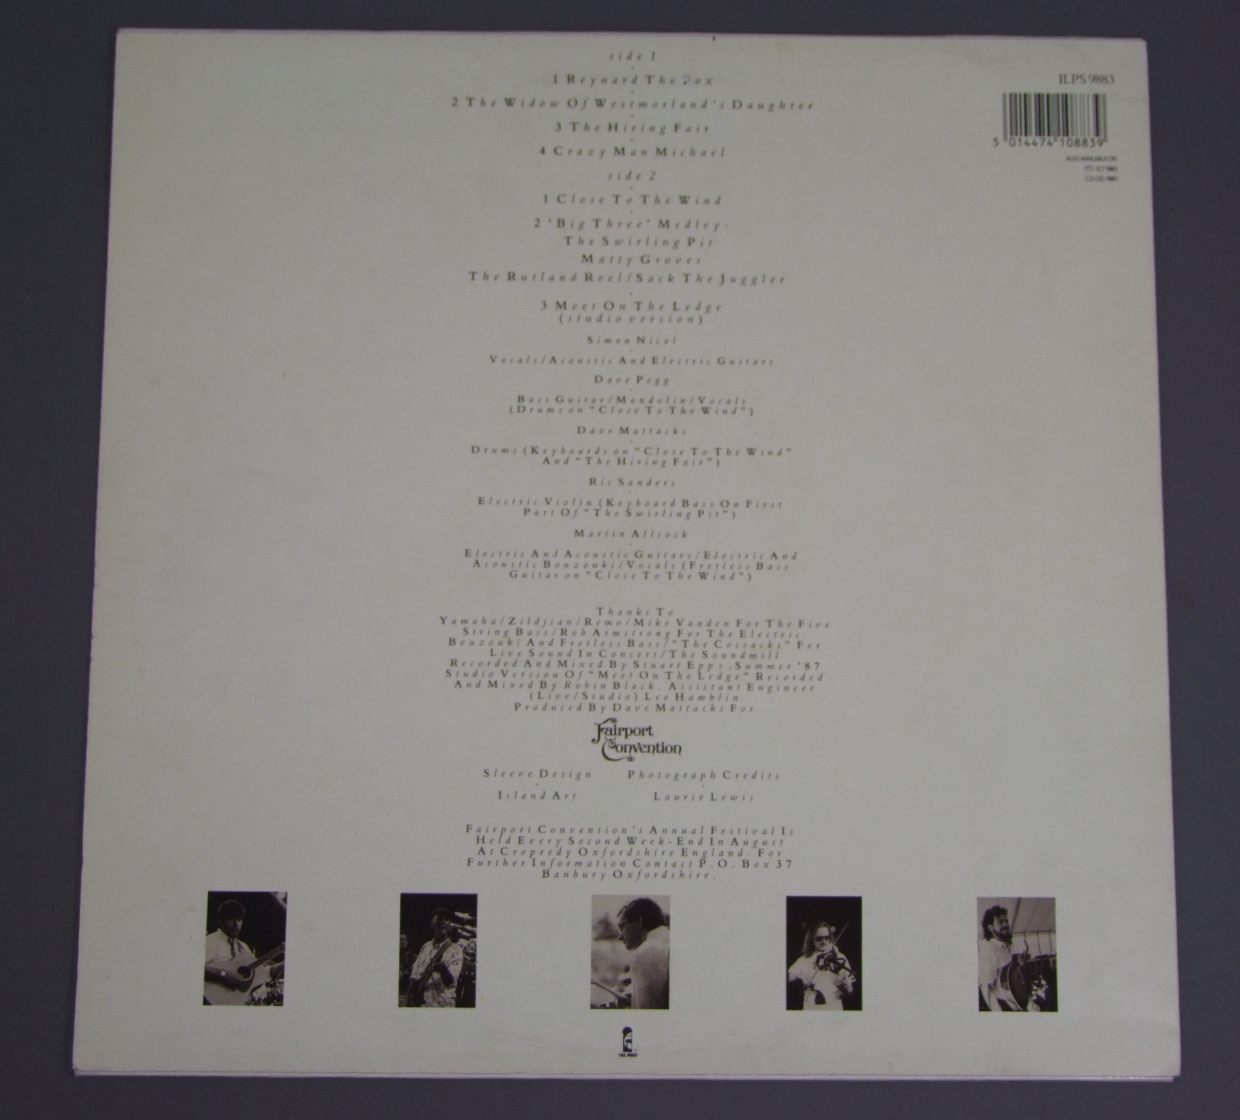 side 1
1 Reynard The Fox
2 The Widow Of Westmorland's Daughter
3 The Hiring Fair
4 Crazy Man Michael
side 2
1 Close To The Wind
2 'Big Three' Medley:
The Swirling Pit
Matty Groves
The Rutland Reel/Sack The Juggler
3 Meet On The Ledge
(studio version)
Simon Nicol
Vocals/Acoustic And Electric Guitars
Dave Pegg
Bass Guitar/Mandolin/Vocals
(Drums on "Close To The Wind")
Dave Mattacks
Drums (Keyboards on "Close To The Wind"
And "The Hiring Fair")
Ric Sanders
Electric Violin (Keyboard Bass On First
Part Of "The Swirling Pit")
Martin Allcock
Electric And Acoustic Guitars/Electric And
Acoustic Bouzouki/Vocals (Fretless Bass
Guitar on "Close To The Wind")
Thanks To
Yamaha/Zildjian/Remo/Mike Vanden For The Five
String Bass/Rob Armstrong For The Electric
Bouzouki And Fretless Bass/"The Cossacks" For
Live Sound In Concert/The Soundmill
Recorded And Mixed By Stuart Epps. Summer '87
Studio Version Of "Meet On The Ledge" Recorded
And Mixed By Robin Black. Assistant Engineer
(Live/Studio) Lee Hamblin
Produced By Dave Mattacks For
Fairport
Convention
Sleeve Design Photograph Credits
Island Art Laurie Lewis
Fairport Convention's Annual Festival Is
Held Every Second Week-End In August
At Cropredy Oxfordshire England. For
Further Information Contact P.O. Box 37
Banbury Oxfordshire.
ILPS 9883
5 014474 108839
ALSO AVAILABLE ON
ICT 9883
CD CID 9883
ISLAND